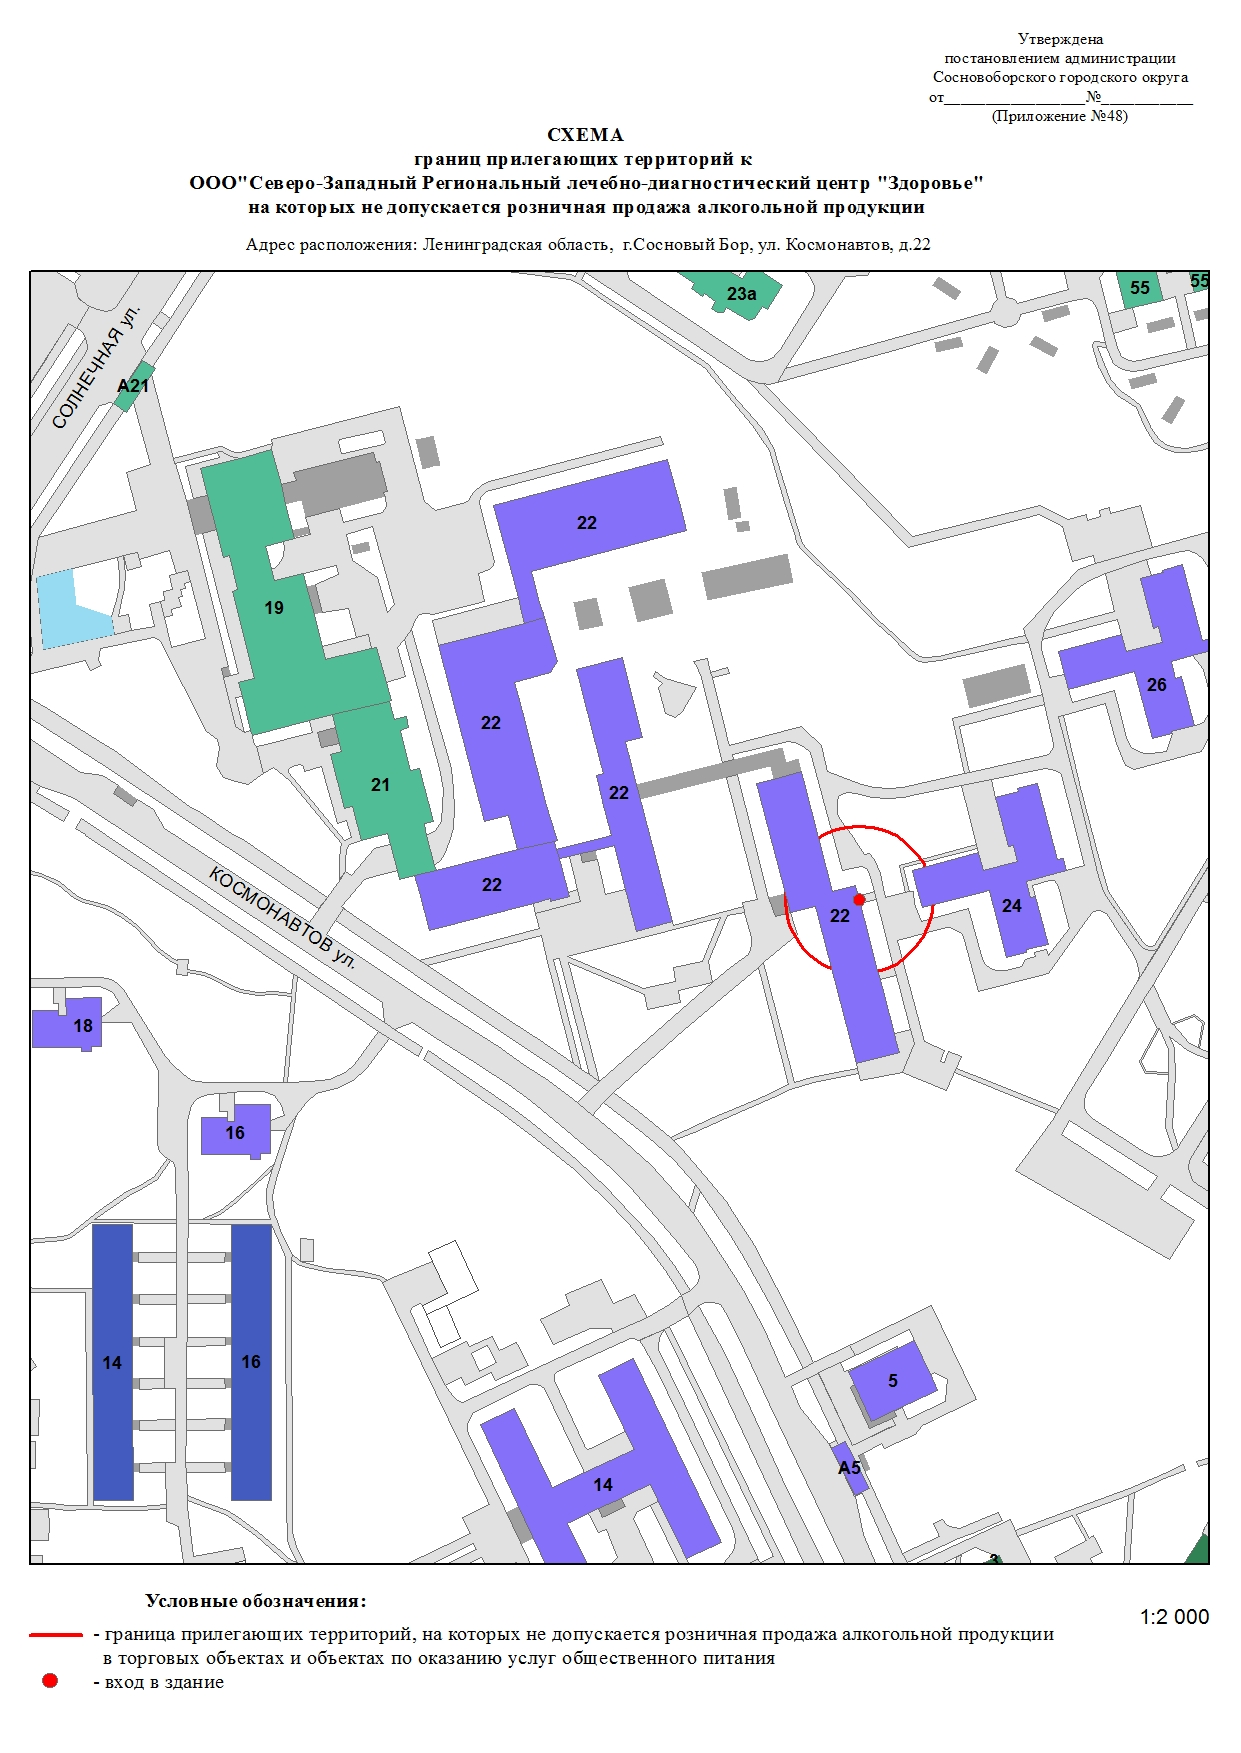 Утверждена
постановлением администрации
Сосновоборского городского округа
от_________________№___________
(Приложение №48)
СХЕМА
границ прилегающих территорий к
ООО"Северо-Западный Региональный лечебно-диагностический центр "Здоровье"
на которых не допускается розничная продажа алкогольной продукции
Адрес расположения: Ленинградская область, г.Сосновый Бор, ул. Космонавтов, д.22
23а
55
55
СОЛНЕЧНАЯ ул.
А21
22
19
26
22
21
22
22
24
22
КОСМОНАВТОВ ул.
18
16
14
16
5
А5
14
3
Условные обозначения:
1:2 000
- граница прилегающих территорий, на которых не допускается розничная продажа алкогольной продукции
в торговых объектах и объектах по оказанию услуг общественного питания
- вход в здание